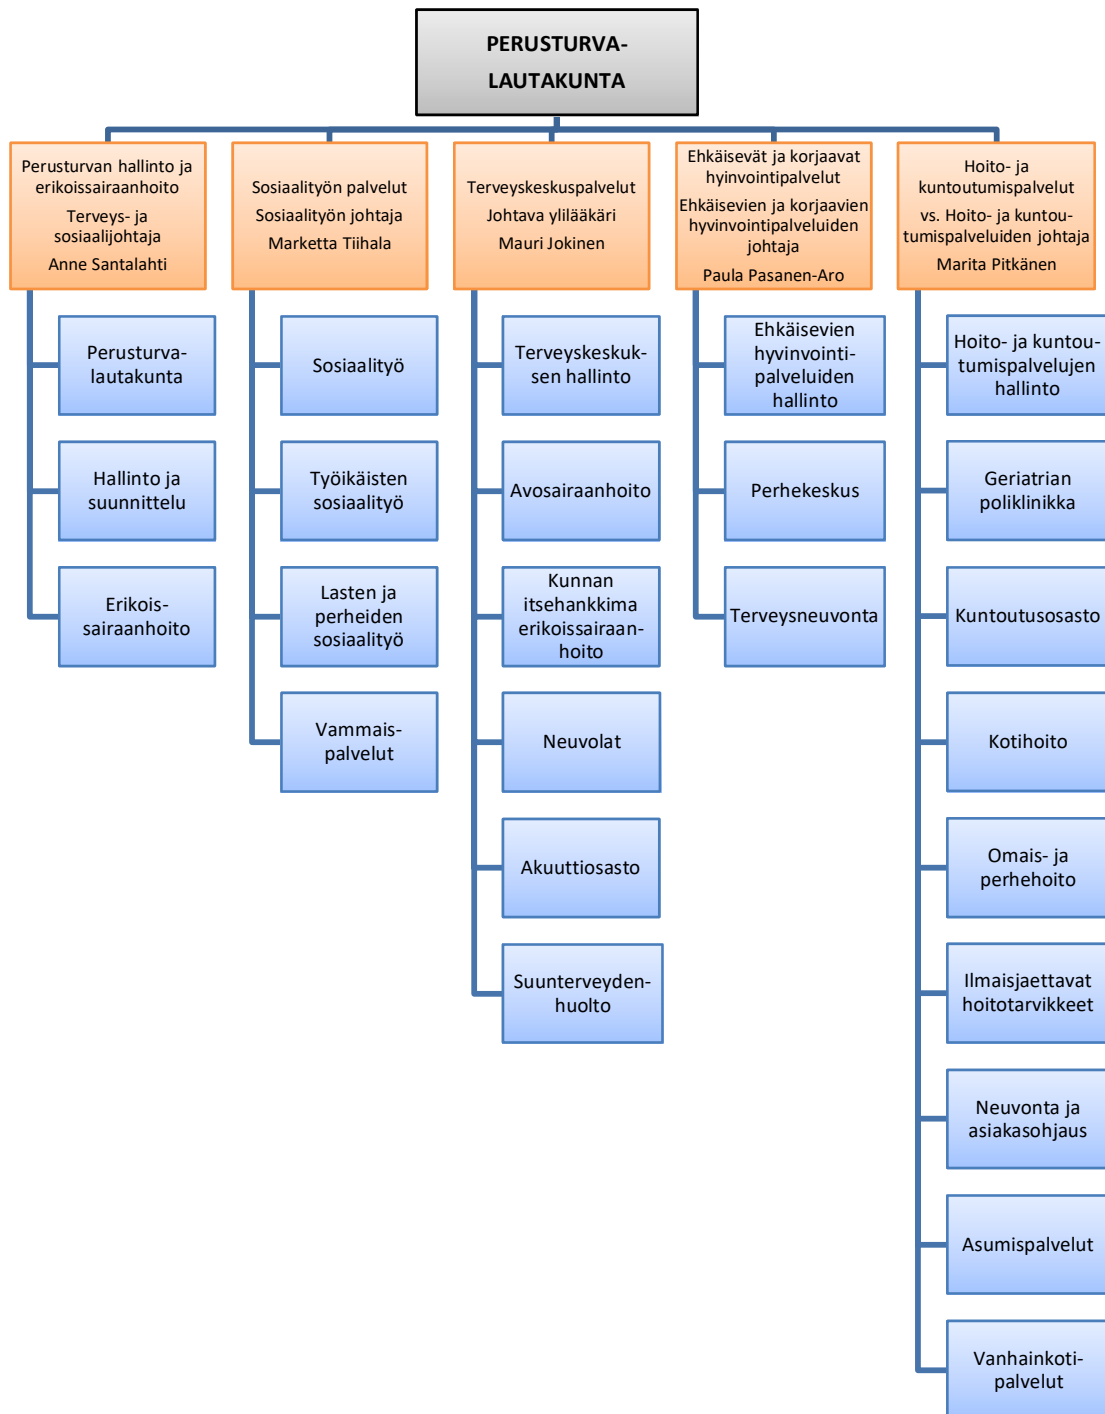 PERUSTURVA-
LAUTAKUNTA
Perusturvan hallinto ja
erikoissairaanhoito
Terveys- ja
sosiaalijohtaja
Anne Santalahti
Sosiaalityön palvelut
Sosiaalityön johtaja
Marketta Tiihala
Terveyskeskuspalvelut
Johtava ylilääkäri
Mauri Jokinen
Ehkäisevät ja korjaavat
hyinvointipalvelut
Ehkäisevien ja korjaavien
hyvinvointipalveluiden
johtaja
Paula Pasanen-Aro
Hoito- ja
kuntoutumispalvelut
vs. Hoito- ja kuntou-
tumispalveluiden johtaja
Marita Pitkänen
Perusturva-
lautakunta
Hallinto ja
suunnittelu
Erikois-
sairaanhoito
Sosiaalityö
Työikäisten
sosiaalityö
Lasten ja
perheiden
sosiaalityö
Vammais-
palvelut
Terveyskeskuk-
sen hallinto
Avosairaanhoito
Kunnan
itsehankkima
erikoissairaan-
hoito
Neuvolat
Akuuttiosasto
Suunterveyden-
huolto
Ehkäisevien
hyvinvointi-
palveluiden
hallinto
Perhekeskus
Terveysneuvonta
Hoito- ja kuntou-
tumispalvelujen
hallinto
Geriatrian
poliklinikka
Kuntoutusosasto
Kotihoito
Omais- ja
perhehoito
Ilmaisjaettavat
hoitotarvikkeet
Neuvonta ja
asiakasohjaus
Asumispalvelut
Vanhainkoti-
palvelut